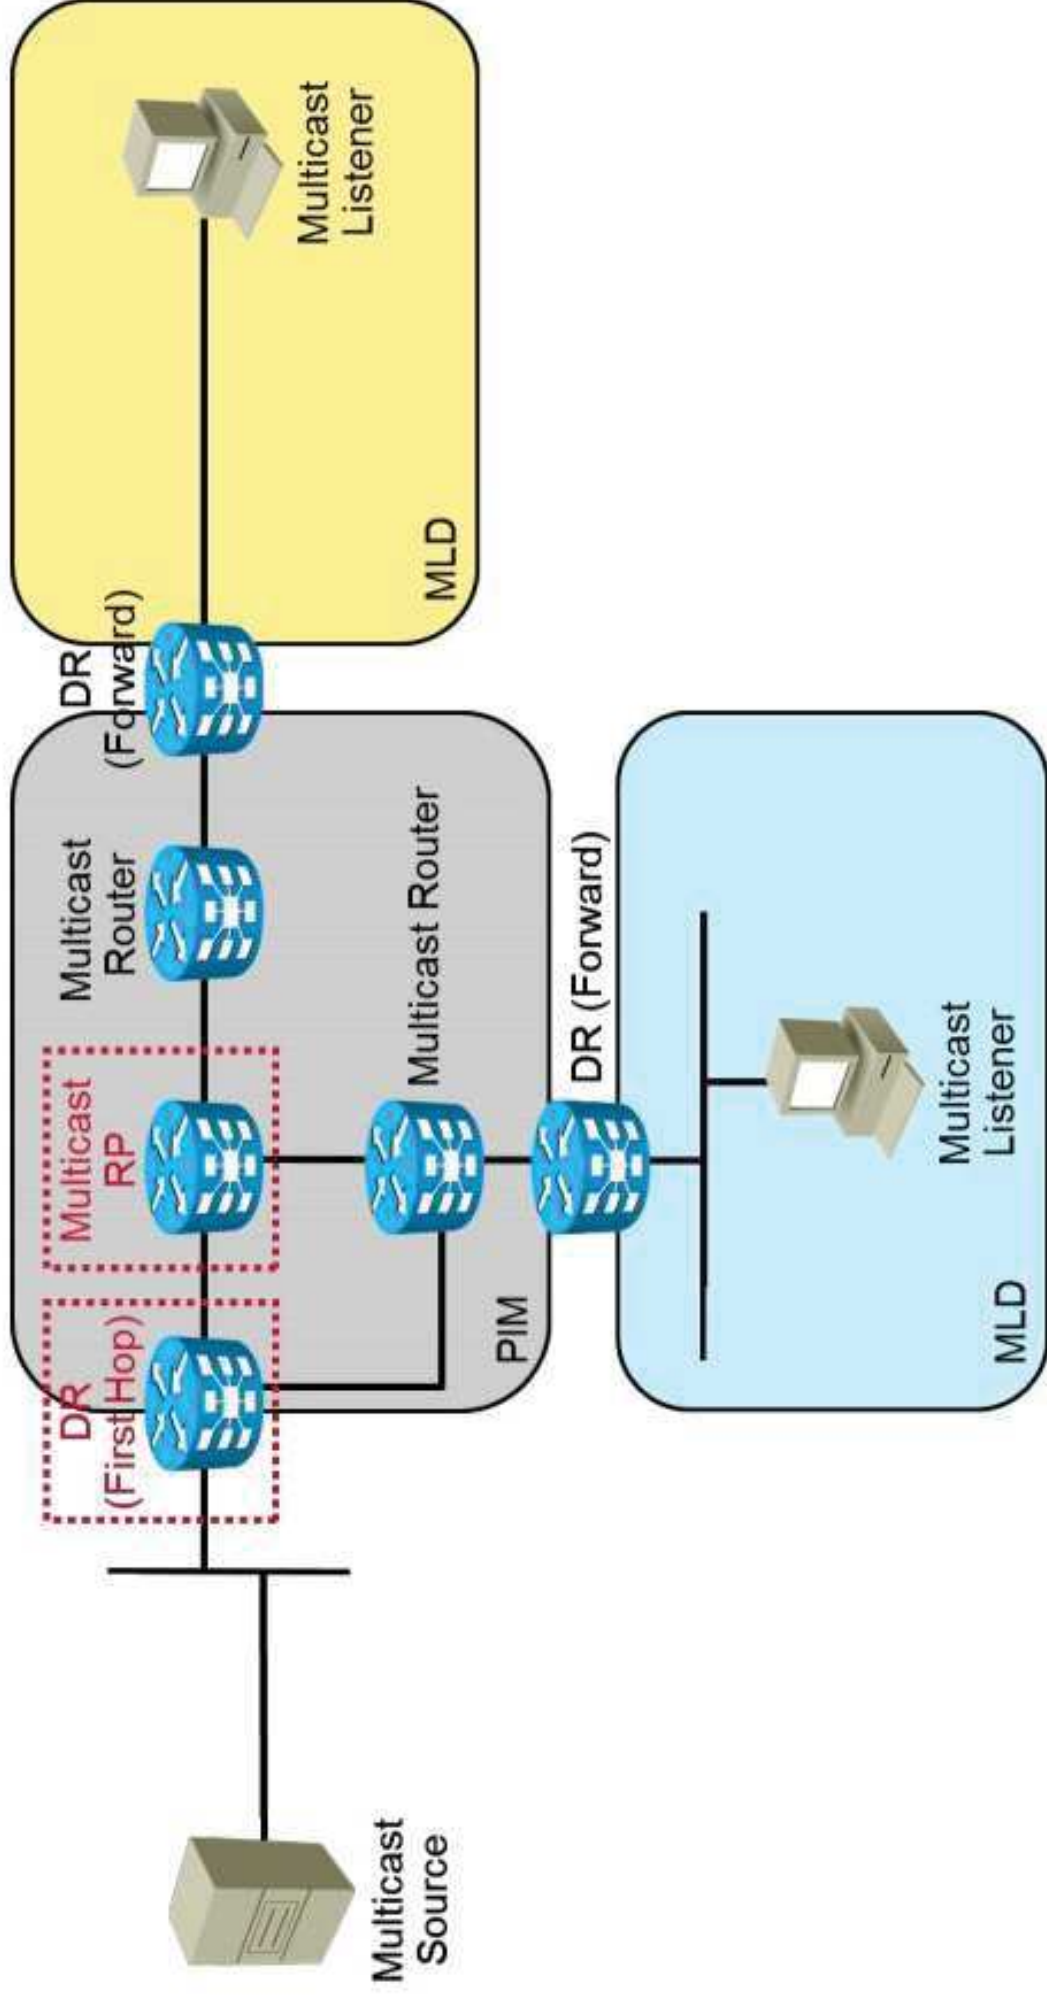 Multicast
Source
DR
(First Hop)
Multicast
RP
Multicast
Router
DR
(Forward)
Multicast
Listener
MLD
Multicast Router
PIM
DR (Forward)
Multicast
Listener
MLD